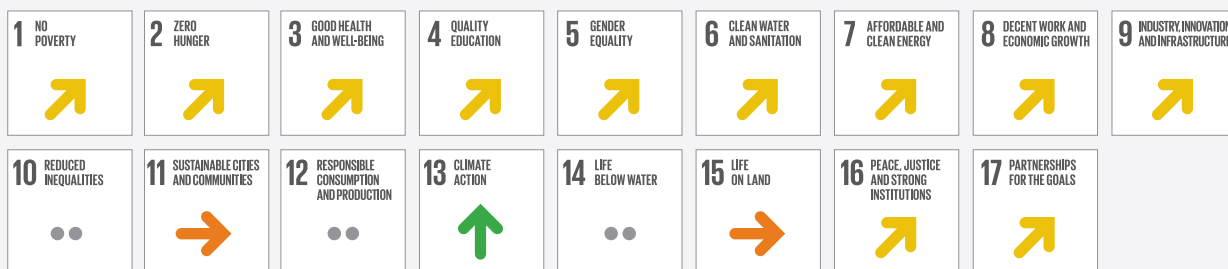 1 NO
POVERTY
2 ZERO
HUNGER
3 GOOD HEALTH
AND WELL-BEING
4 QUALITY
EDUCATION
5 GENDER
EQUALITY
6 CLEAN WATER
AND SANITATION
7 AFFORDABLE AND
CLEAN ENERGY
8 DECENT WORK AND
ECONOMIC GROWTH
9 INDUSTRY, INNOVATION
AND INFRASTRUCTURE
10 REDUCED
INEQUALITIES
11 SUSTAINABLE CITIES
AND COMMUNITIES
12 RESPONSIBLE
CONSUMPTION
AND PRODUCTION
13 CLIMATE
ACTION
14 LIFE
BELOW WATER
15 LIFE
ON LAND
16 PEACE, JUSTICE
AND STRONG
INSTITUTIONS
17 PARTNERSHIPS
FOR THE GOALS